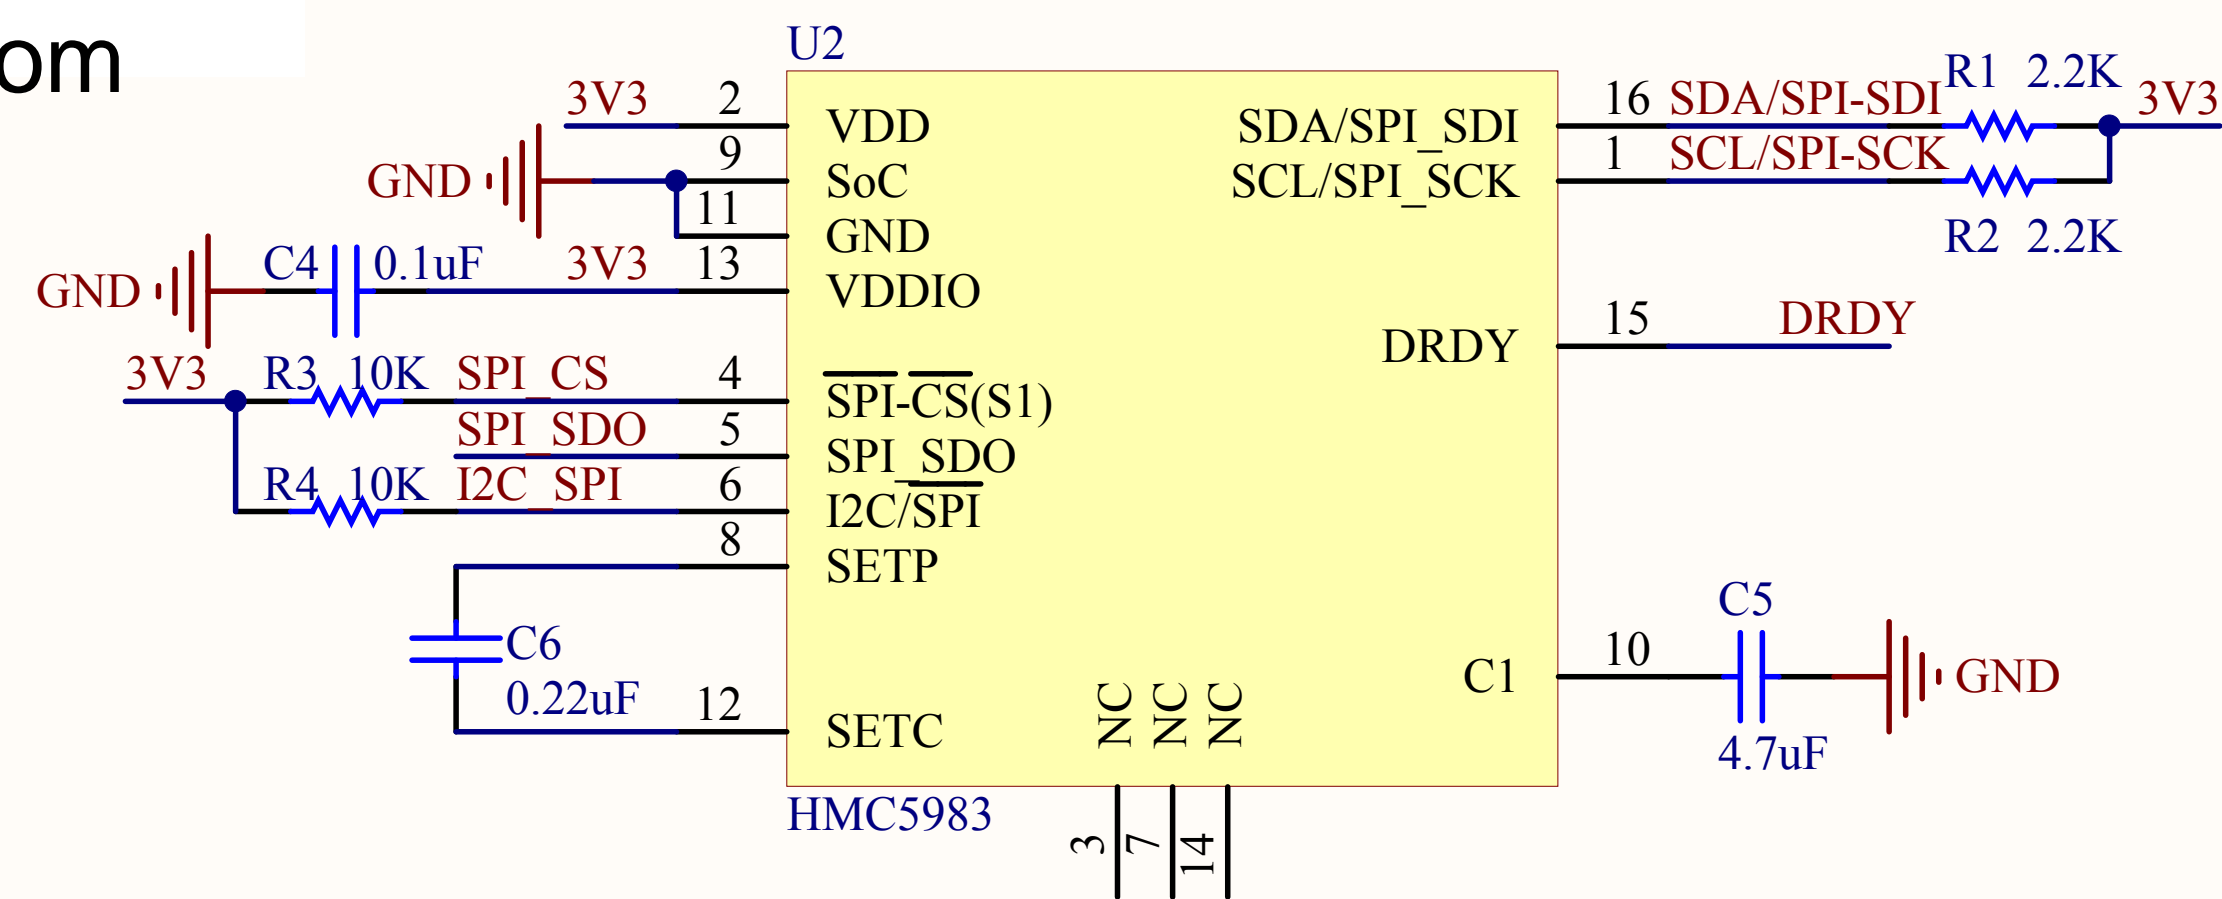 om
U2
3V3 2 VDD
9 SoC
GND
11 GND
C4 0.1uF 3V3 13 VDDIO
GND
3V3 R3 10K SPI_CS 4 SPI-CS(S1)
SPI_SDO 5 SPI_SDO
R4 10K I2C_SPI 6 I2C/SPI
8 SETP
C6
0.22uF
12 SETC
SDA/SPI_SDI 16 SDA/SPI-SDI R1 2.2K 3V3
SCL/SPI_SCK 1 SCL/SPI-SCK
R2 2.2K
DRDY 15 DRDY
C5
C1 10 GND
4.7uF
NC NC NC
3 7 14
HMC5983